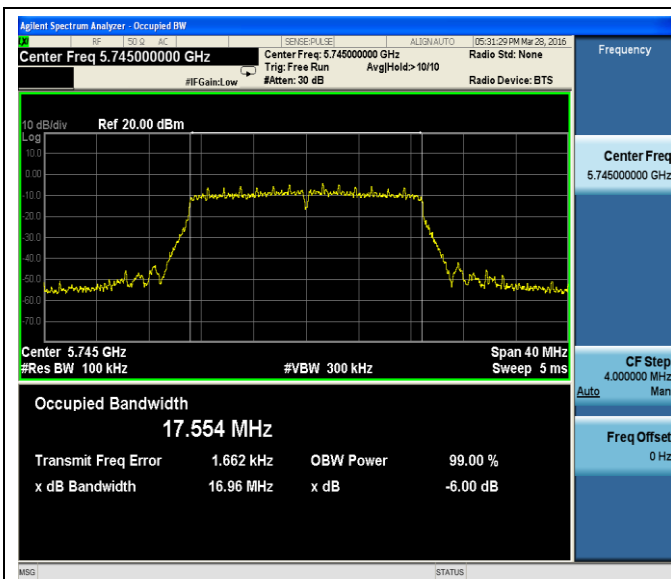 Agilent Spectrum Analyzer - Occupied BW
RF 50 Ω AC SENSE:PULSE ALIGN AUTO 05:31:29 PM Mar 28, 2016
Center Freq 5.745000000 GHz
Center Freq: 5.745000000 GHz
Radio Std: None
Trig: Free Run Avg|Hold:>10/10
#IFGain:Low
#Atten: 30 dB
Radio Device: BTS
Frequency
10 dB/div Ref 20.00 dBm
Log
10.0
0.00
-10.0
-20.0
-30.0
-40.0
-50.0
-60.0
-70.0
Center 5.745 GHz Span 40 MHz
#Res BW 100 kHz #VBW 300 kHz Sweep 5 ms
Occupied Bandwidth
17.554 MHz
Transmit Freq Error 1.662 kHz OBW Power 99.00 %
x dB Bandwidth 16.96 MHz x dB -6.00 dB
Center Freq
5.745000000 GHz
CF Step
4.000000 MHz
Auto Man
Freq Offset
0 Hz
MSG STATUS